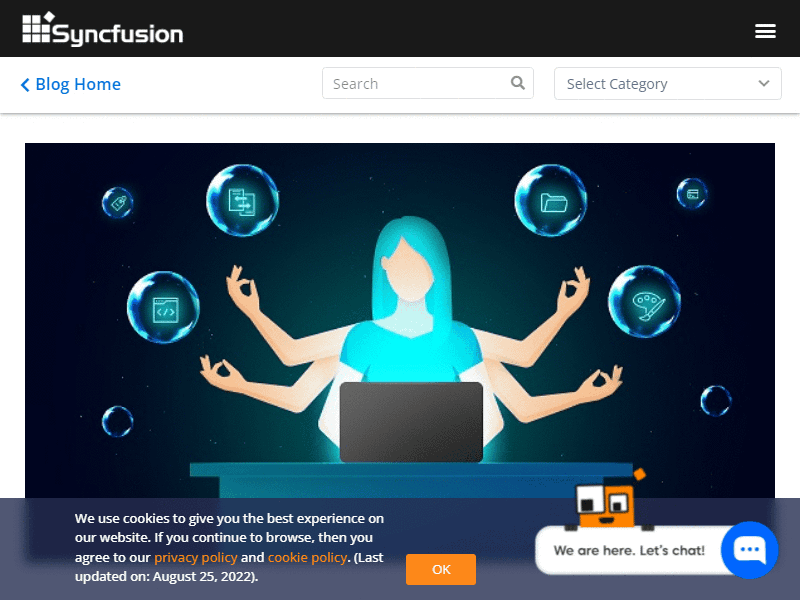 Syncfusion
Blog Home
Search
Select Category
We use cookies to give you the best experience on
our website. If you continue to browse, then you
agree to our privacy policy and cookie policy. (Last
updated on: August 25, 2022).
OK
We are here. Let's chat!